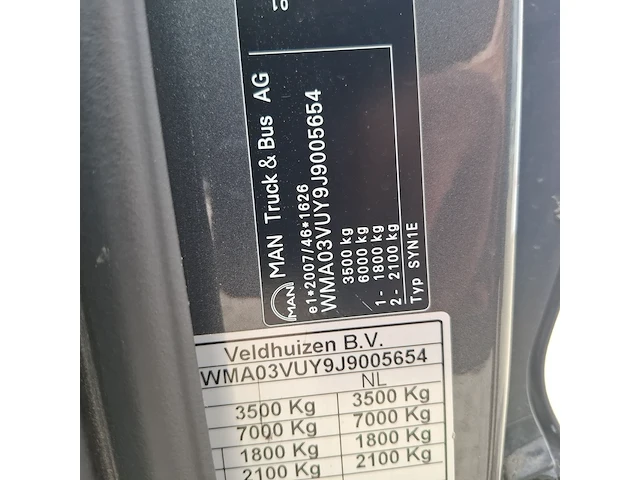 MAN
MAN Truck & Bus AG
e1*2007/46*1626
WMA03VUY9J9005654
3500 kg
6000 kg
1- 1800 kg
2- 2100 kg
Typ SYN1E
Veldhuizen B.V.
WMA03VUY9J9005654
NL
3500 Kg 3500 Kg
7000 Kg 7000 Kg
1800 Kg 1800 Kg
2100 Kg 2100 Kg